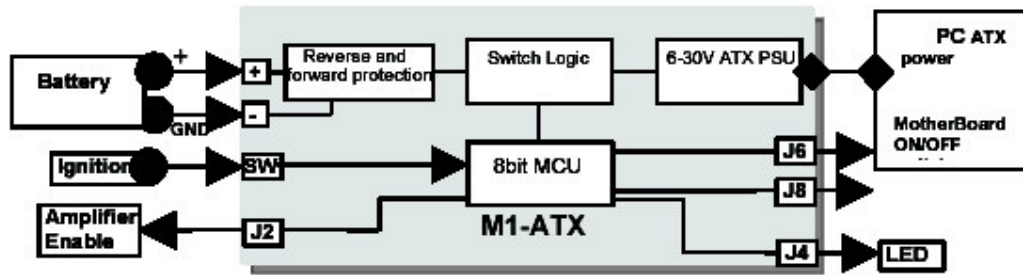 Battery
+
GND
+
-
Reverse and
forward protection
Switch Logic
6-30V ATX PSU
PC ATX
power
MotherBoard
ON/OFF
Ignition
SW
8bit MCU
J6
J8
Amplifier
Enable
J2
M1-ATX
J4
LED